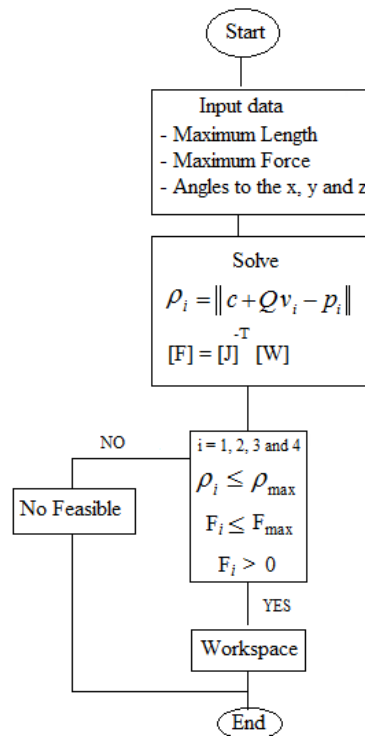 Start
Input data
- Maximum Length
- Maximum Force
- Angles to the x, y and z
Solve
ρ_i = ‖ c + Qv_i − p_i ‖
[F] = [J]^-T [W]
i = 1, 2, 3 and 4
ρ_i ≤ ρ_max
F_i ≤ F_max
F_i > 0
NO
No Feasible
YES
Workspace
End